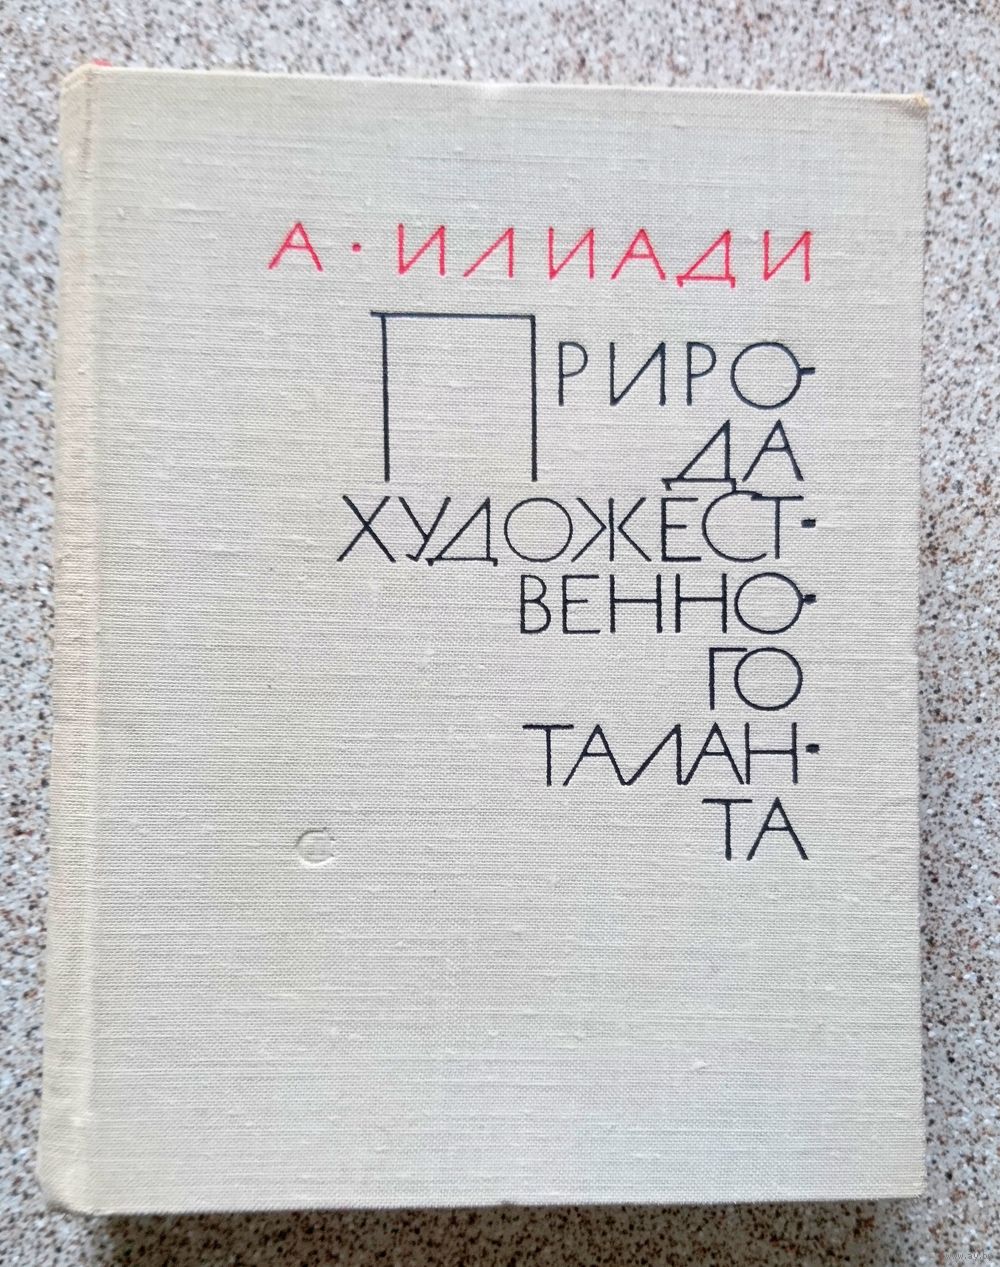 А·ИЛИАДИ
ПРИРО-
ДА
ХУДОЖЕСТ-
ВЕННО-
ГО
ТАЛАН-
ТА